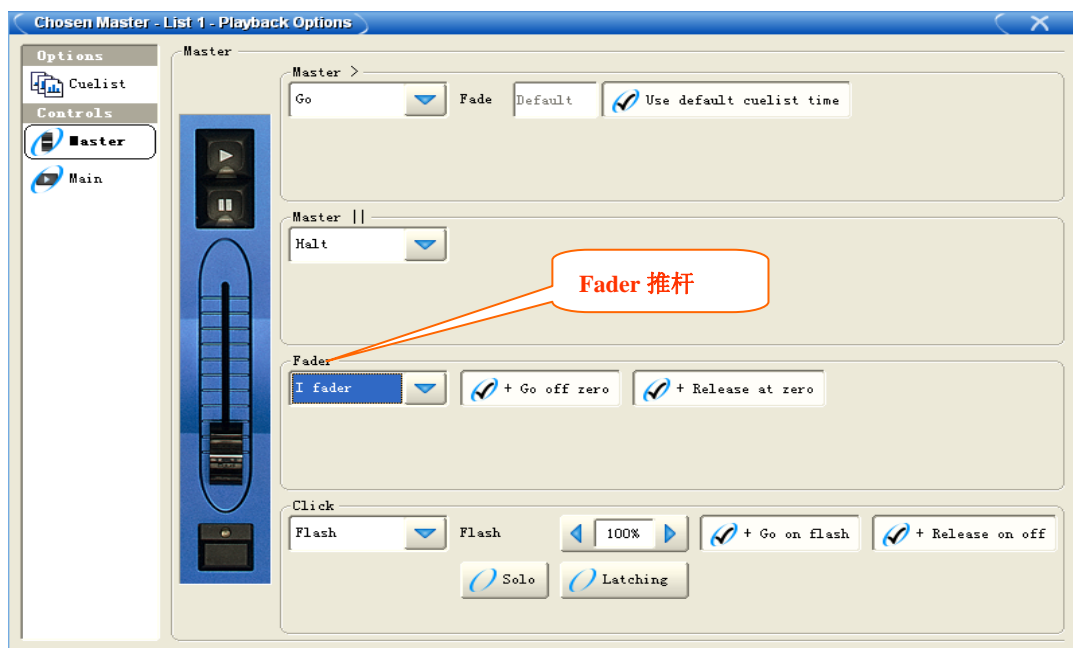 Chosen Master - List 1 - Playback Options
Options
Cuelist
Controls
Master
Main
Master
Master >
Go
Fade
Default
Use default cuelist time
Master ||
Halt
Fader 推杆
Fader
I fader
+ Go off zero
+ Release at zero
Click
Flash
Flash
100%
+ Go on flash
+ Release on off
Solo
Latching